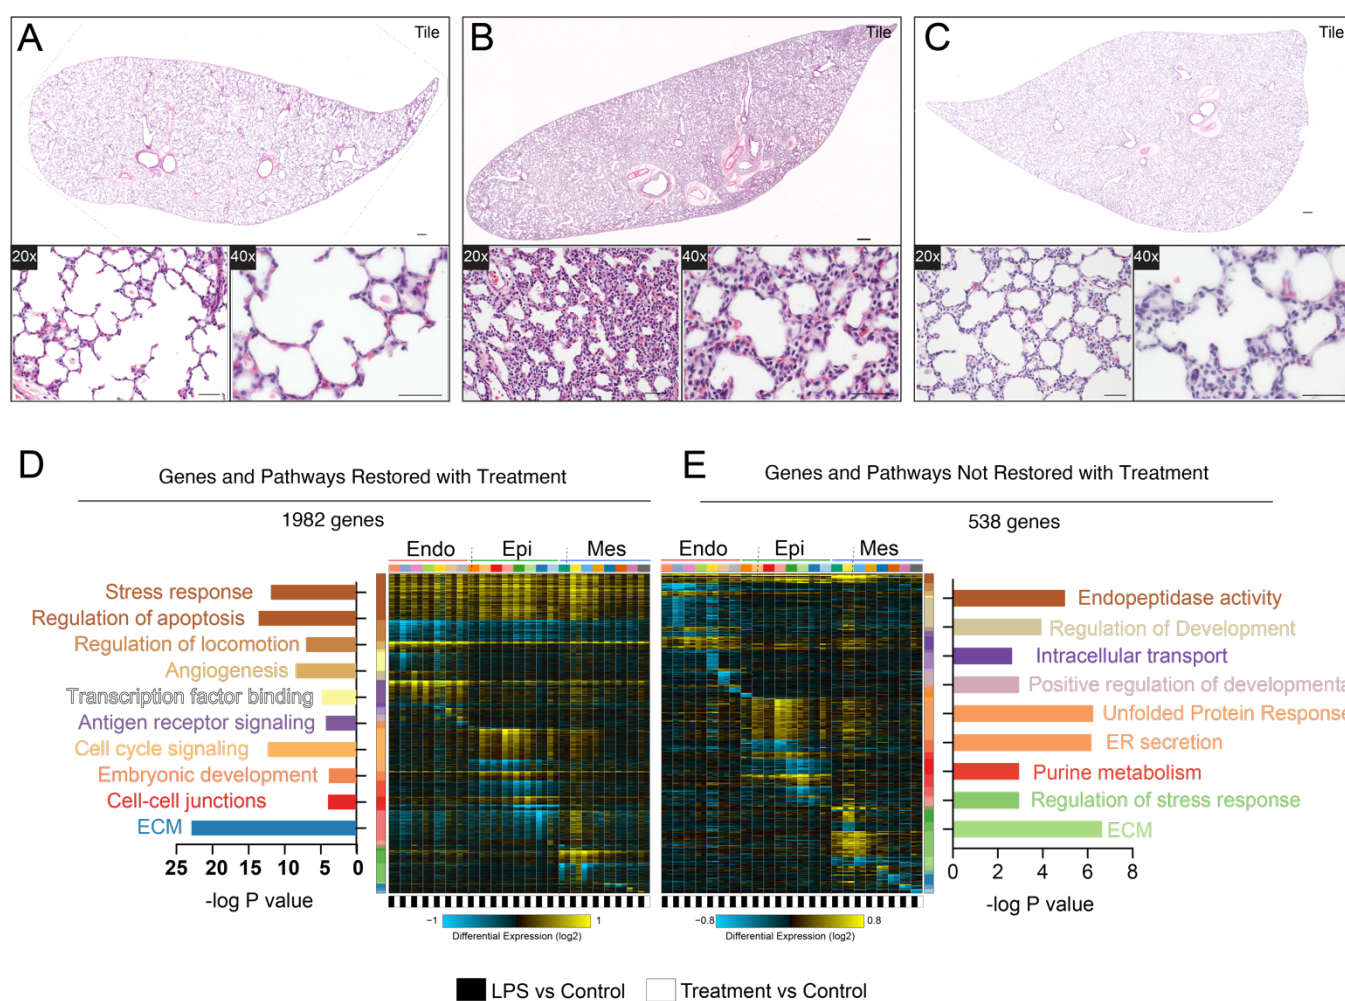 A
Tile
20x
40x
B
Tile
20x
40x
C
Tile
20x
40x
D
Genes and Pathways Restored with Treatment
1982 genes
Endo
Epi
Mes
Stress response
Regulation of apoptosis
Regulation of locomotion
Angiogenesis
Transcription factor binding
Antigen receptor signaling
Cell cycle signaling
Embryonic development
Cell-cell junctions
ECM
25 20 15 10 5 0
-log P value
−1
1
Differential Expression (log2)
E
Genes and Pathways Not Restored with Treatment
538 genes
Endo
Epi
Mes
Endopeptidase activity
Regulation of Development
Intracellular transport
Positive regulation of developmenta
Unfolded Protein Response
ER secretion
Purine metabolism
Regulation of stress response
ECM
0 2 4 6 8
-log P value
−0.8
0.8
Differential Expression (log2)
LPS vs Control
Treatment vs Control